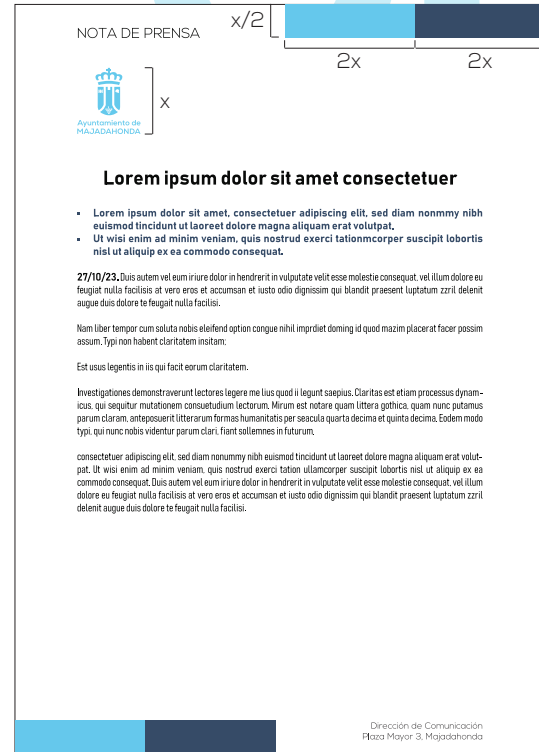 NOTA DE PRENSA
x/2
2x
2x
x
Ayuntamiento de
MAJADAHONDA
Lorem ipsum dolor sit amet consectetuer
▪ Lorem ipsum dolor sit amet, consectetuer adipiscing elit, sed diam nonmmy nibh
euismod tincidunt ut laoreet dolore magna aliquam erat volutpat.
▪ Ut wisi enim ad minim veniam, quis nostrud exerci tationmcorper suscipit lobortis
nisl ut aliquip ex ea commodo consequat.
27/10/23. Duis autem vel eum iriure dolor in hendrerit in vulputate velit esse molestie consequat, vel illum dolore eu
feugiat nulla facilisis at vero eros et accumsan et iusto odio dignissim qui blandit praesent luptatum zzril delenit
augue duis dolore te feugait nulla facilisi.
Nam liber tempor cum soluta nobis eleifend option congue nihil imprdiet doming id quod mazim placerat facer possim
assum. Typi non habent claritatem insitam;
Est usus legentis in iis qui facit eorum claritatem.
Investigationes demonstraverunt lectores legere me lius quod ii legunt saepius. Claritas est etiam processus dynam-
icus, qui sequitur mutationem consuetudium lectorum. Mirum est notare quam littera gothica, quam nunc putamus
parum claram, anteposuerit litterarum formas humanitatis per seacula quarta decima et quinta decima. Eodem modo
typi, qui nunc nobis videntur parum clari, fiant sollemnes in futurum.
consectetuer adipiscing elit, sed diam nonummy nibh euismod tincidunt ut laoreet dolore magna aliquam erat volut-
pat. Ut wisi enim ad minim veniam, quis nostrud exerci tation ullamcorper suscipit lobortis nisl ut aliquip ex ea
commodo consequat. Duis autem vel eum iriure dolor in hendrerit in vulputate velit esse molestie consequat, vel illum
dolore eu feugiat nulla facilisis at vero eros et accumsan et iusto odio dignissim qui blandit praesent luptatum zzril
delenit augue duis dolore te feugait nulla facilisi.
Dirección de Comunicación
Plaza Mayor 3, Majadahonda